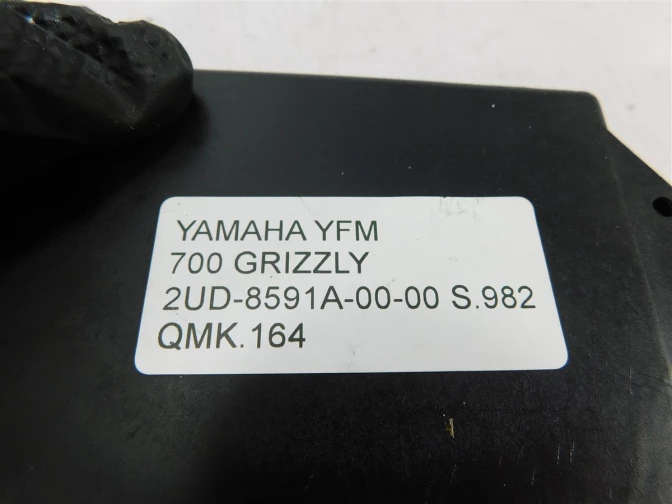 YAMAHA YFM
700 GRIZZLY
2UD-8591A-00-00 S.982
QMK.164